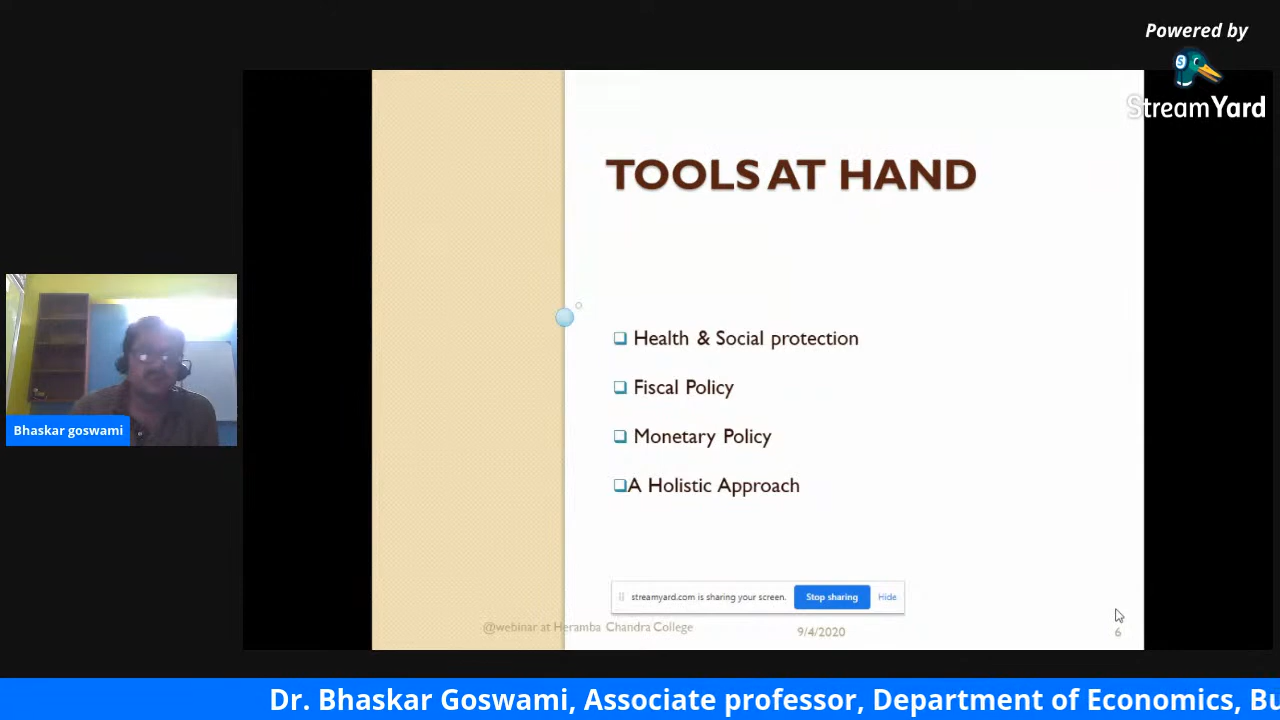 Powered by
StreamYard
TOOLS AT HAND
Health & Social protection
Fiscal Policy
Monetary Policy
A Holistic Approach
Bhaskar goswami
streamyard.com is sharing your screen. Stop sharing Hide
@webinar at Heramba Chandra College 9/4/2020 6
Dr. Bhaskar Goswami, Associate professor, Department of Economics, Bu